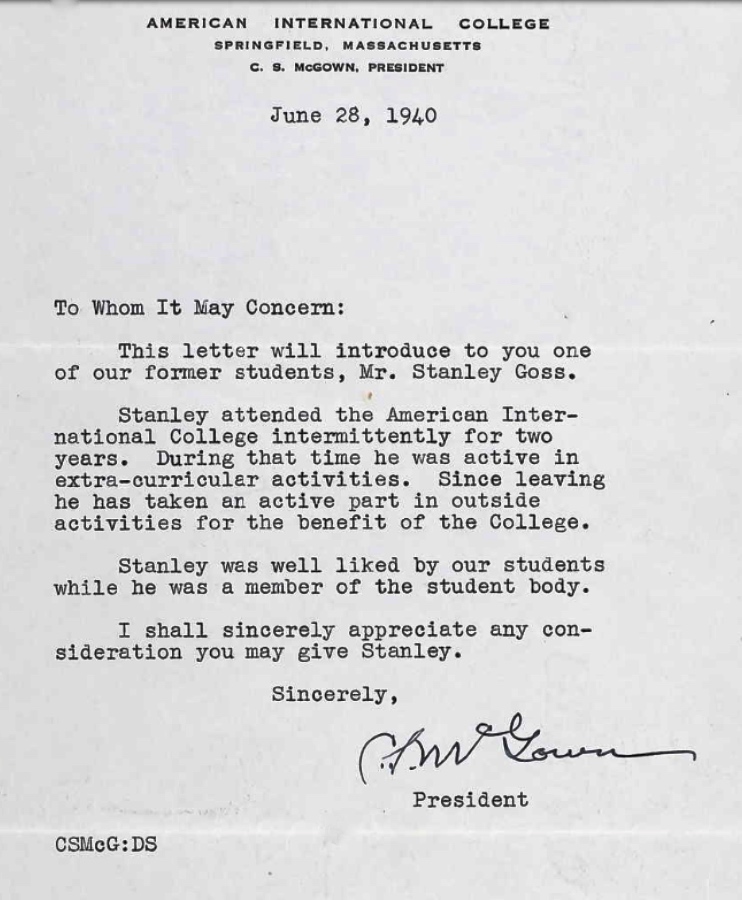 AMERICAN INTERNATIONAL COLLEGE
SPRINGFIELD, MASSACHUSETTS
C. S. McGOWN, PRESIDENT
June 28, 1940
To Whom It May Concern:
This letter will introduce to you one
of our former students, Mr. Stanley Goss.
Stanley attended the American Inter-
national College intermittently for two
years. During that time he was active in
extra-curricular activities. Since leaving
he has taken an active part in outside
activities for the benefit of the College.
Stanley was well liked by our students
while he was a member of the student body.
I shall sincerely appreciate any con-
sideration you may give Stanley.
Sincerely,
C.S. McGown
President
CSMcG:DS